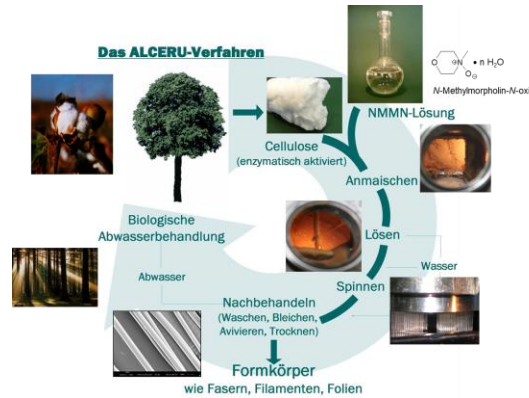 Das ALCERU-Verfahren
O
N
O
• n H₂O
N-Methylmorpholin-N-oxi
NMMN-Lösung
Cellulose
(enzymatisch aktiviert)
Anmaischen
Lösen
Wasser
Spinnen
Biologische
Abwasserbehandlung
Abwasser
Nachbehandeln
(Waschen, Bleichen,
Avivieren, Trocknen)
Formkörper
wie Fasern, Filamenten, Folien